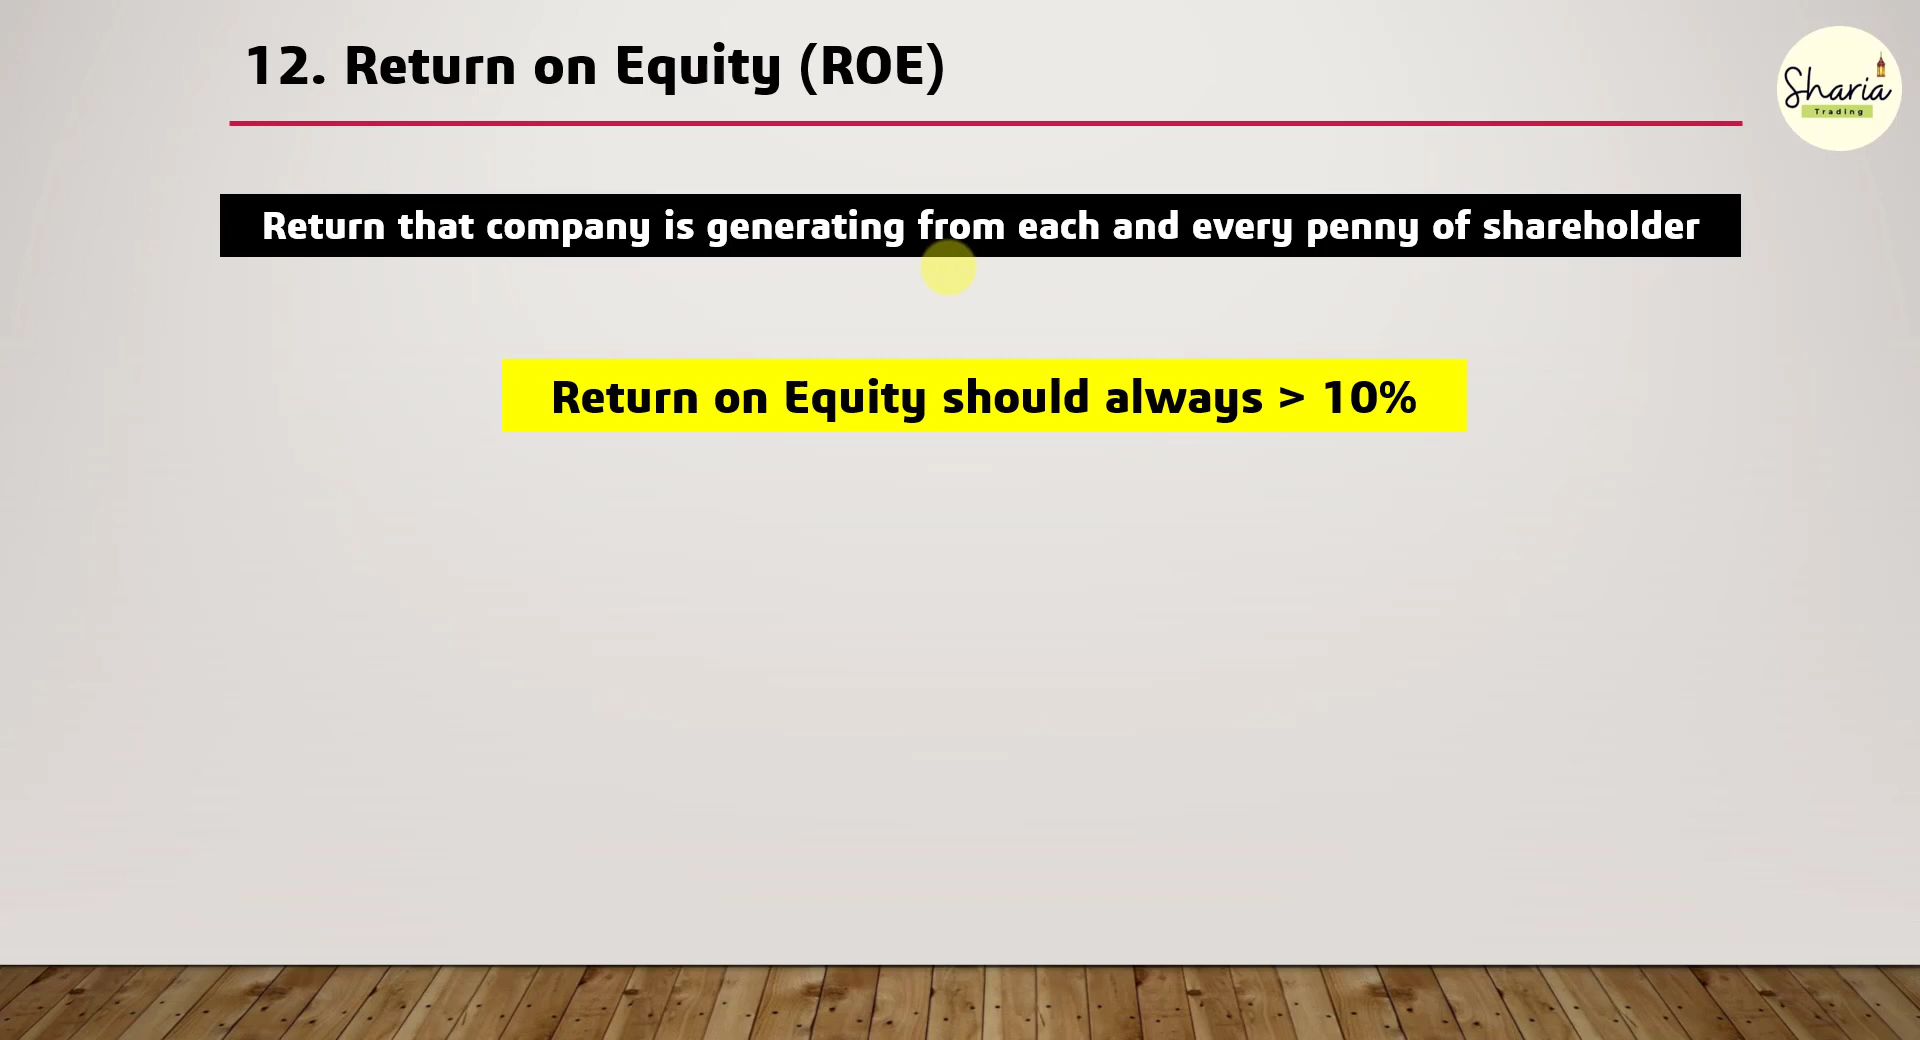 12. Return on Equity (ROE)
Sharia
Trading
Return that company is generating from each and every penny of shareholder
Return on Equity should always > 10%